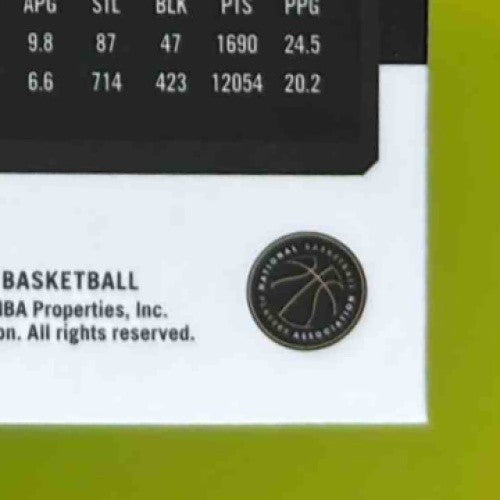 APG STL BLK PTS PPG
9.8 87 47 1690 24.5
6.6 714 423 12054 20.2
BASKETBALL
NBA Properties, Inc.
on. All rights reserved.
NATIONAL BASKETBALL
PLAYERS ASSOCIATION